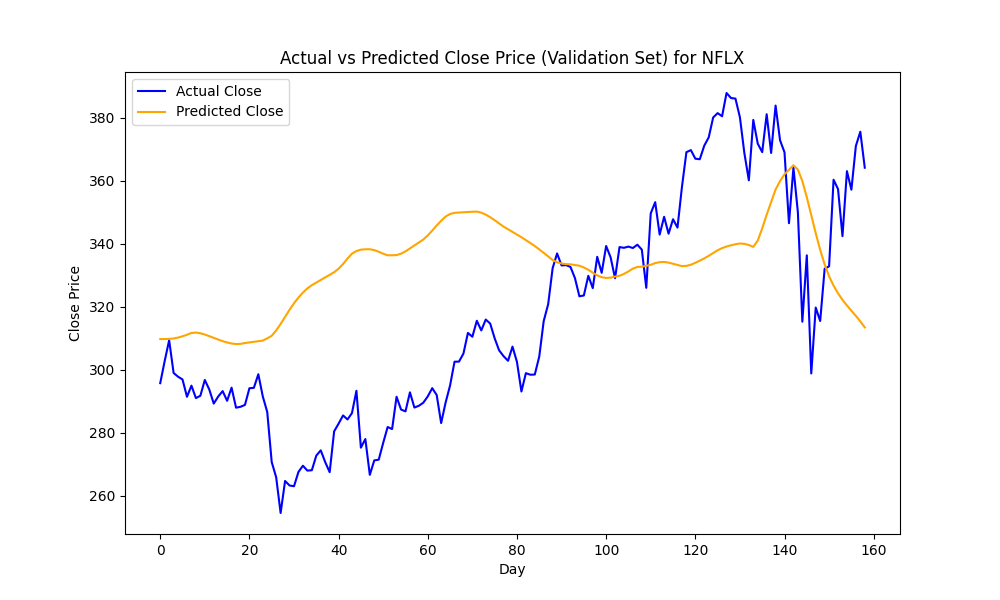 Actual vs Predicted Close Price (Validation Set) for NFLX
Actual Close
Predicted Close
Close Price
380
360
340
320
300
280
260
0 20 40 60 80 100 120 140 160
Day